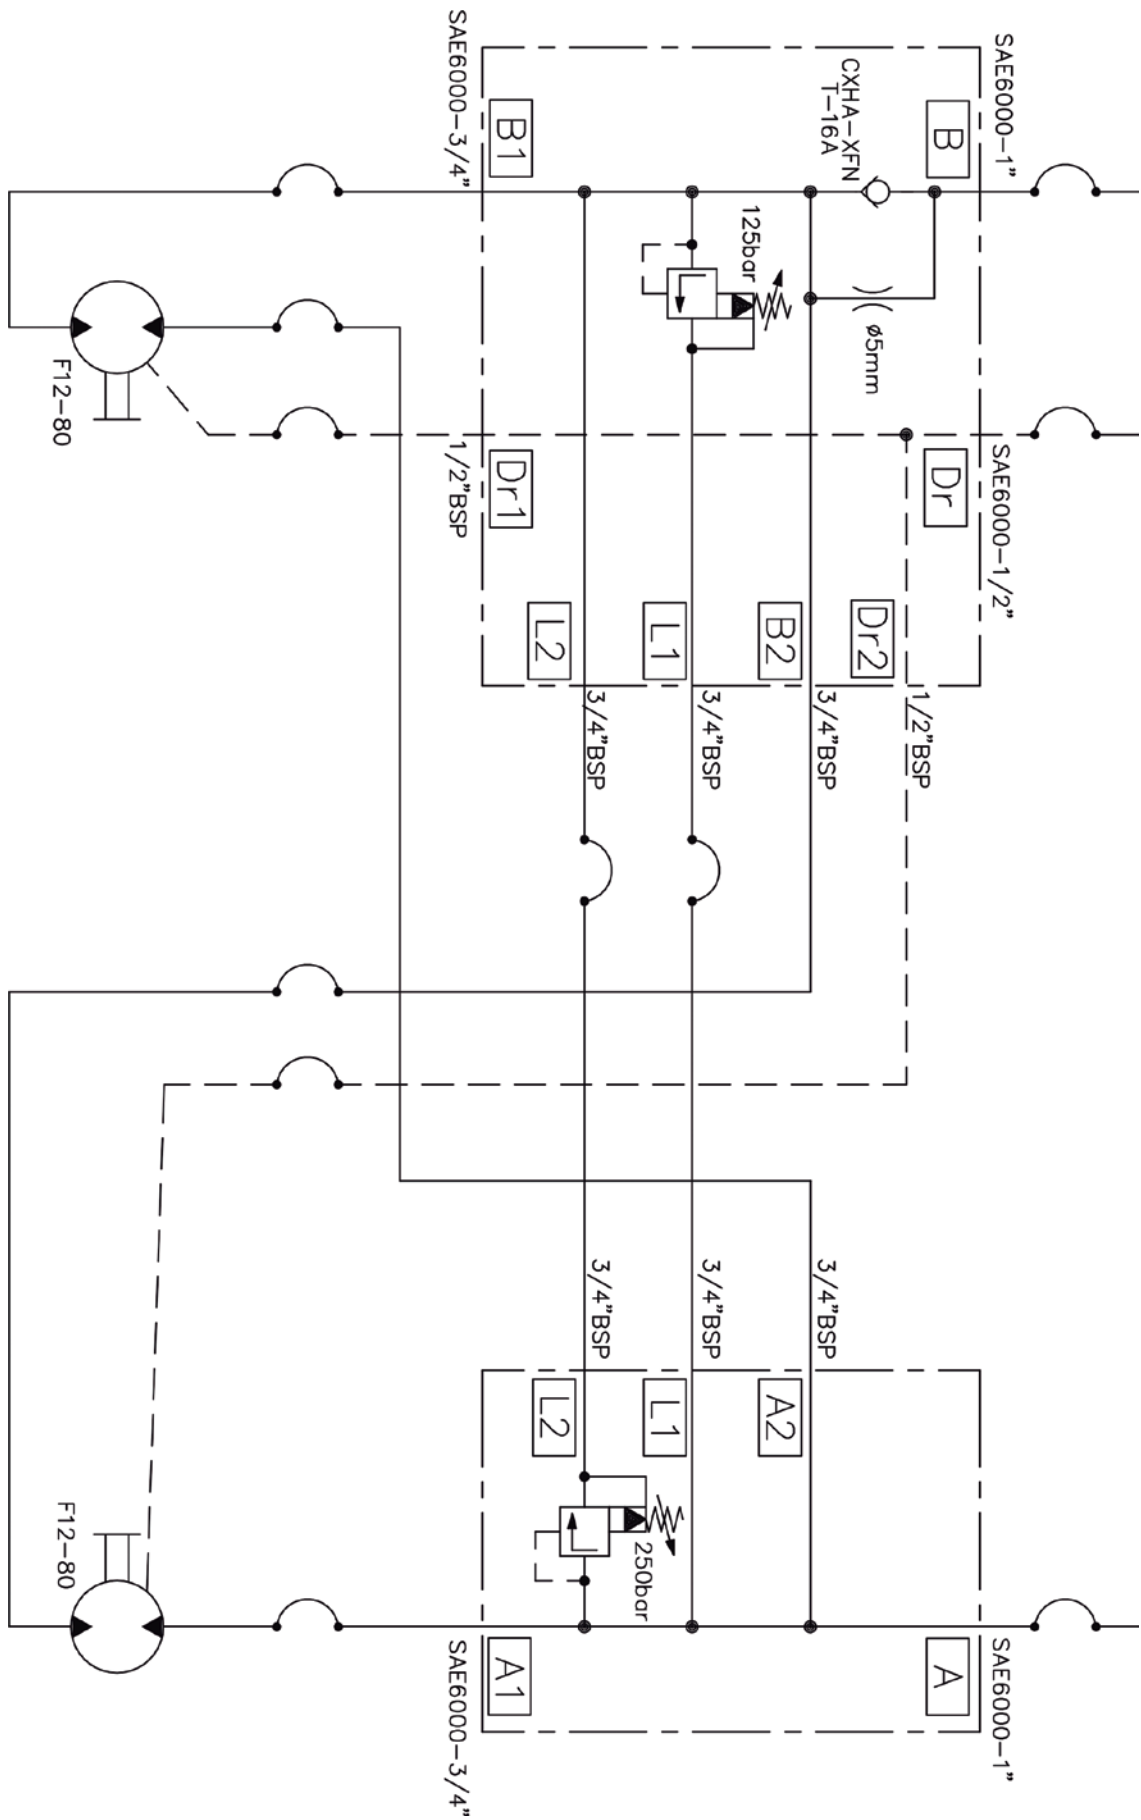 SAE6000-1"
B
CXHA-XFN
T-16A
B1
SAE6000-3/4"
125bar
ø5mm
F12-80
SAE6000-1/2"
Dr
Dr1
1/2"BSP
Dr2
B2
L1
L2
1/2"BSP
3/4"BSP
3/4"BSP
3/4"BSP
3/4"BSP
3/4"BSP
3/4"BSP
A2
L1
L2
250bar
F12-80
A
SAE6000-1"
A1
SAE6000-3/4"